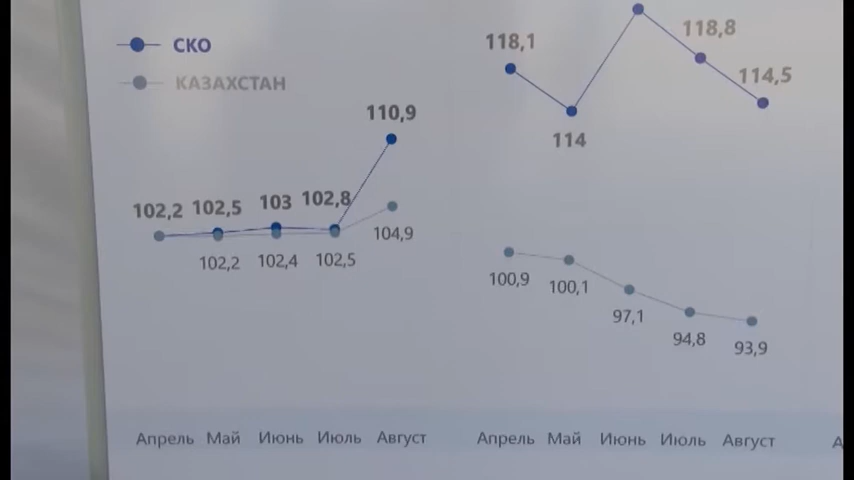 СКО
КАЗАХСТАН
118,1
118,8
114,5
114
110,9
102,2 102,5 103 102,8
104,9
102,2 102,4 102,5
100,9 100,1
97,1
94,8 93,9
Апрель Май Июнь Июль Август
Апрель Май Июнь Июль Август